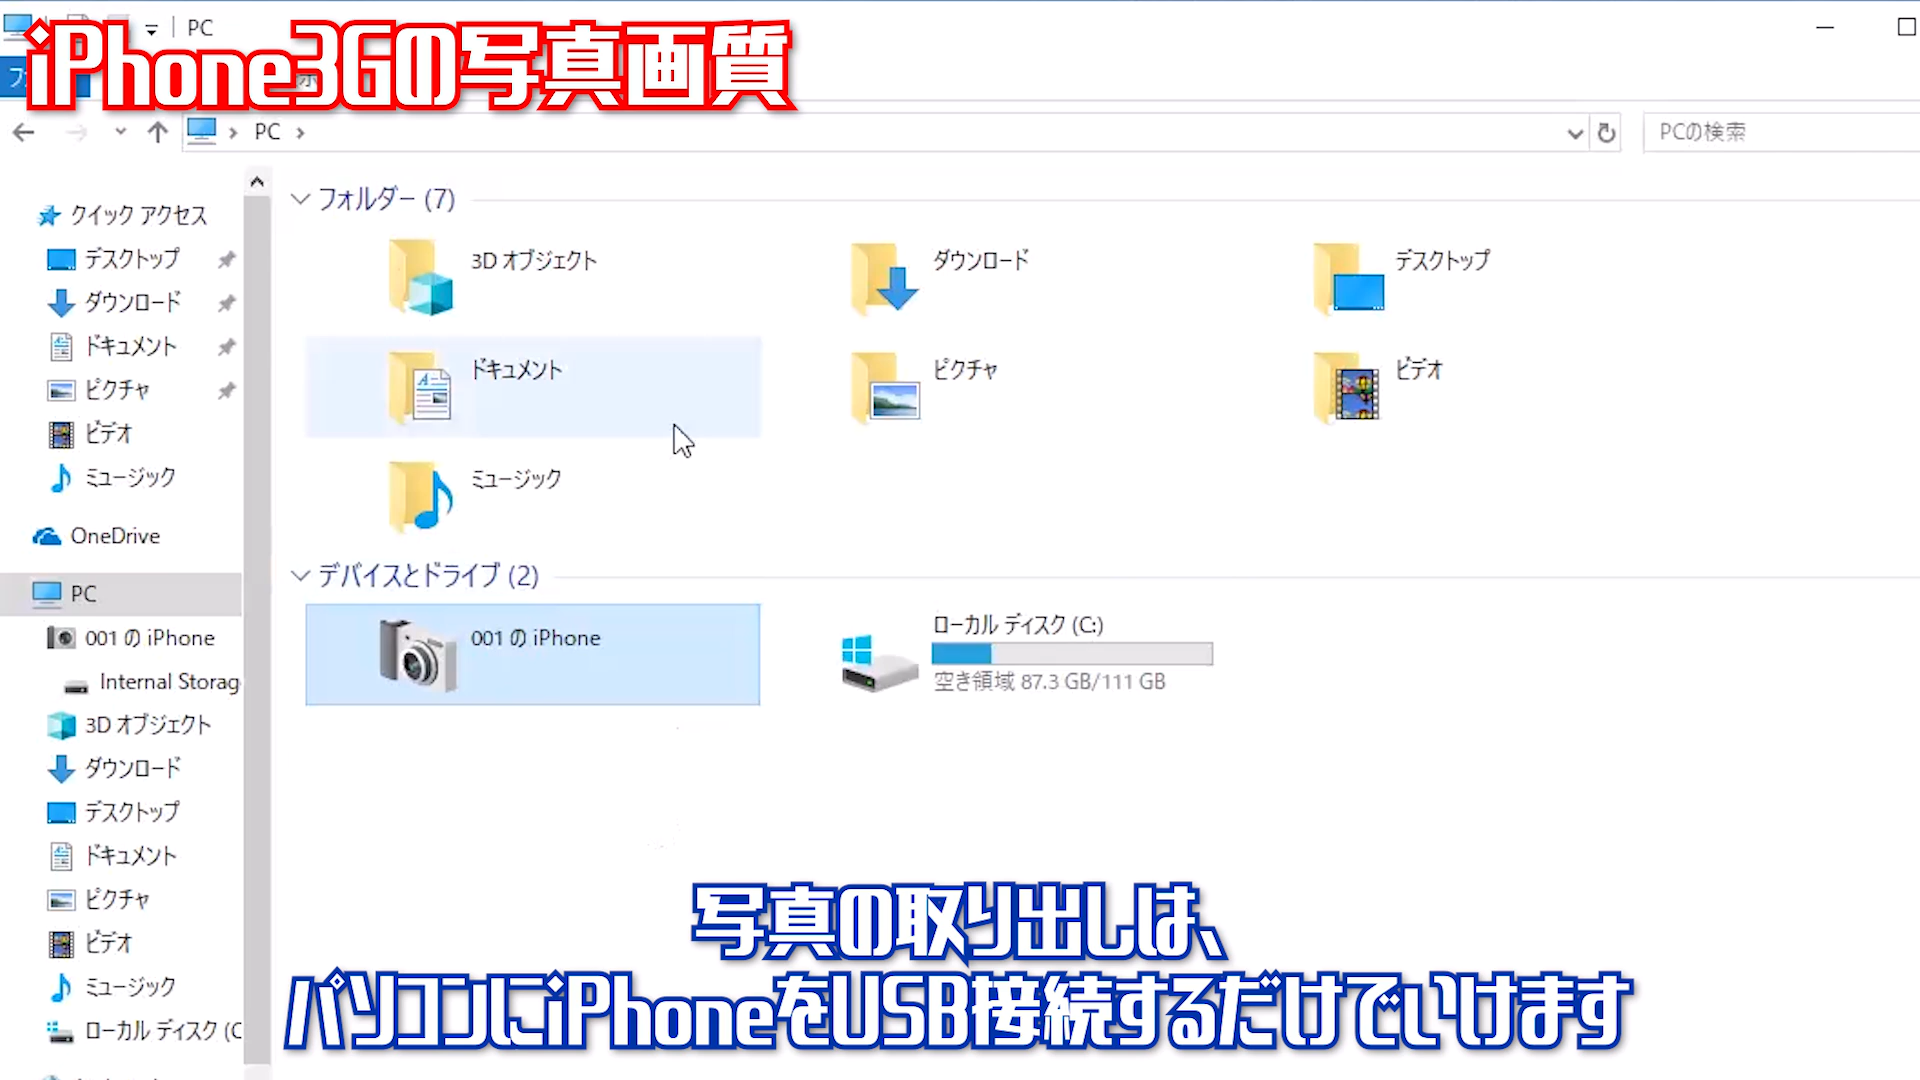 PC
iPhone3Gの写真画質
PC
PCの検索
クイック アクセス
デスクトップ
ダウンロード
ドキュメント
ピクチャ
ビデオ
ミュージック
OneDrive
PC
001 の iPhone
Internal Storag
3D オブジェクト
ダウンロード
デスクトップ
ドキュメント
ピクチャ
ビデオ
ミュージック
ローカル ディスク (C
フォルダー (7)
3D オブジェクト
ダウンロード
デスクトップ
ドキュメント
ピクチャ
ビデオ
ミュージック
デバイスとドライブ (2)
001 の iPhone
ローカル ディスク (C:)
空き領域 87.3 GB/111 GB
写真の取り出しは、
パソコンにiPhoneをUSB接続するだけでいけます